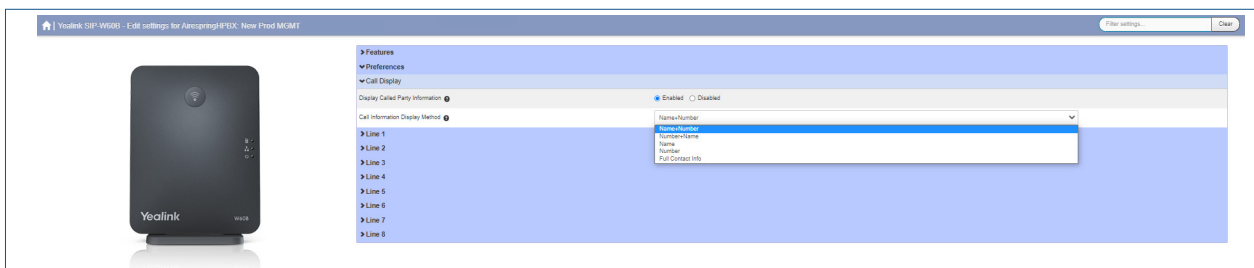 Yealink SIP-W60B - Edit settings for AirespringHPBX: New Prod MGMT
Filter settings...
Clear
Features
Preferences
Call Display
Display Called Party Information
Enabled
Disabled
Call Information Display Method
Name+Number
Name+Number
Number+Name
Name
Number
Full Contact Info
Line 1
Line 2
Line 3
Line 4
Line 5
Line 6
Line 7
Line 8
Yealink
W60B